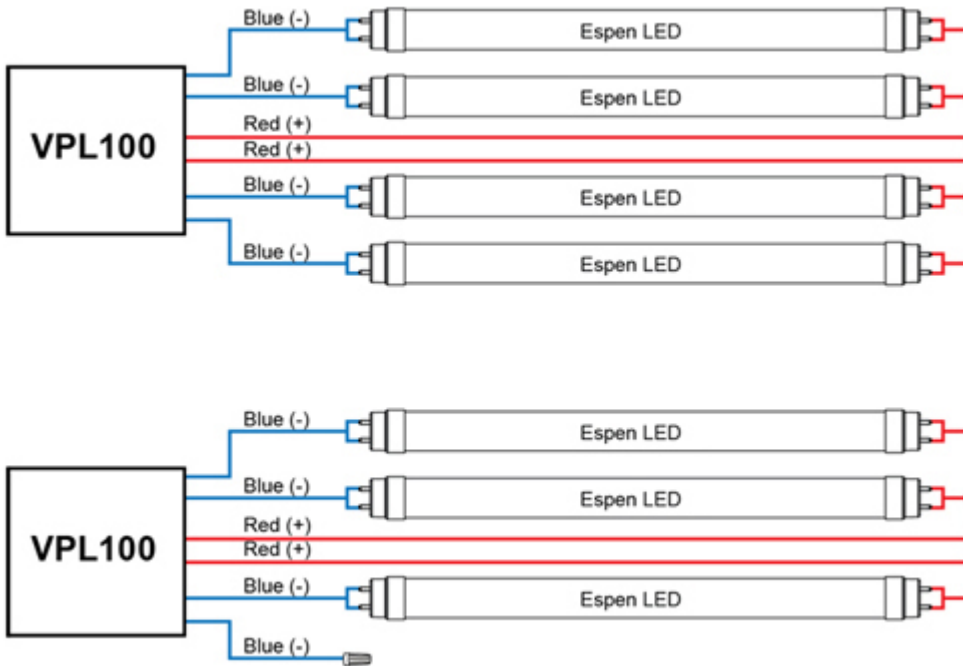 Blue (-)
Espen LED
Blue (-)
Espen LED
Red (+)
VPL100
Red (+)
Blue (-)
Espen LED
Blue (-)
Espen LED
Blue (-)
Espen LED
Blue (-)
Espen LED
Red (+)
VPL100
Red (+)
Blue (-)
Espen LED
Blue (-)